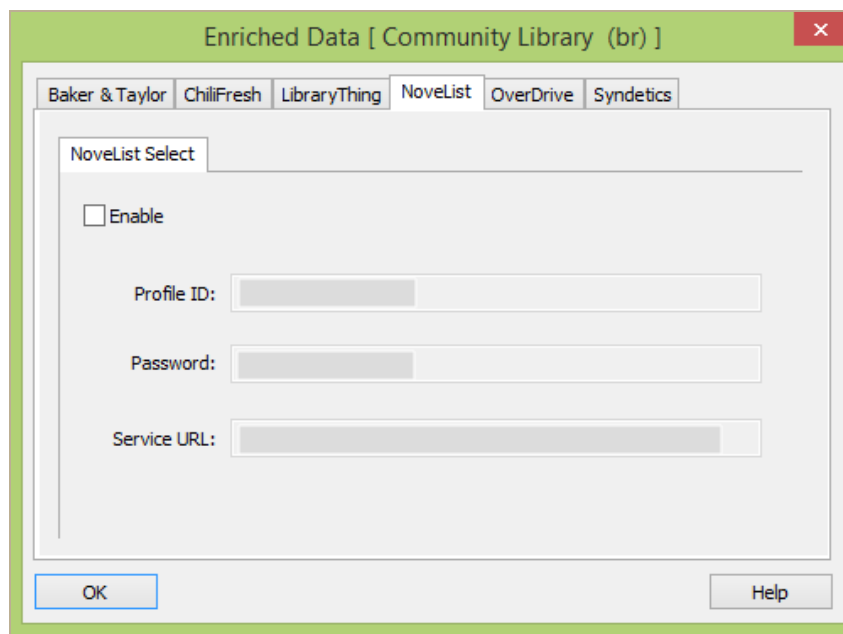 Enriched Data [ Community Library (br) ]
Baker & Taylor ChiliFresh LibraryThing NoveList OverDrive Syndetics
NoveList Select
Enable
Profile ID:
Password:
Service URL:
OK Help